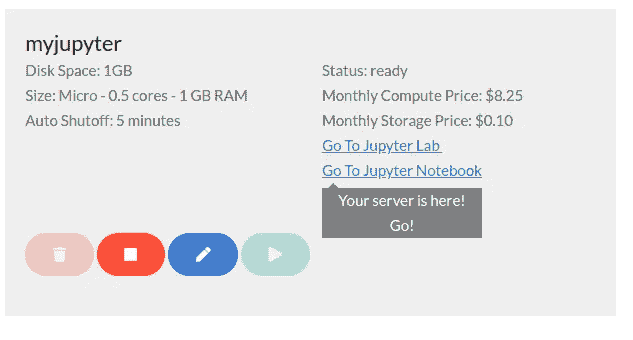 myjupyter
Disk Space: 1GB
Size: Micro - 0.5 cores - 1 GB RAM
Auto Shutoff: 5 minutes
Status: ready
Monthly Compute Price: $8.25
Monthly Storage Price: $0.10
Go To Jupyter Lab
Go To Jupyter Notebook
Your server is here!
Go!